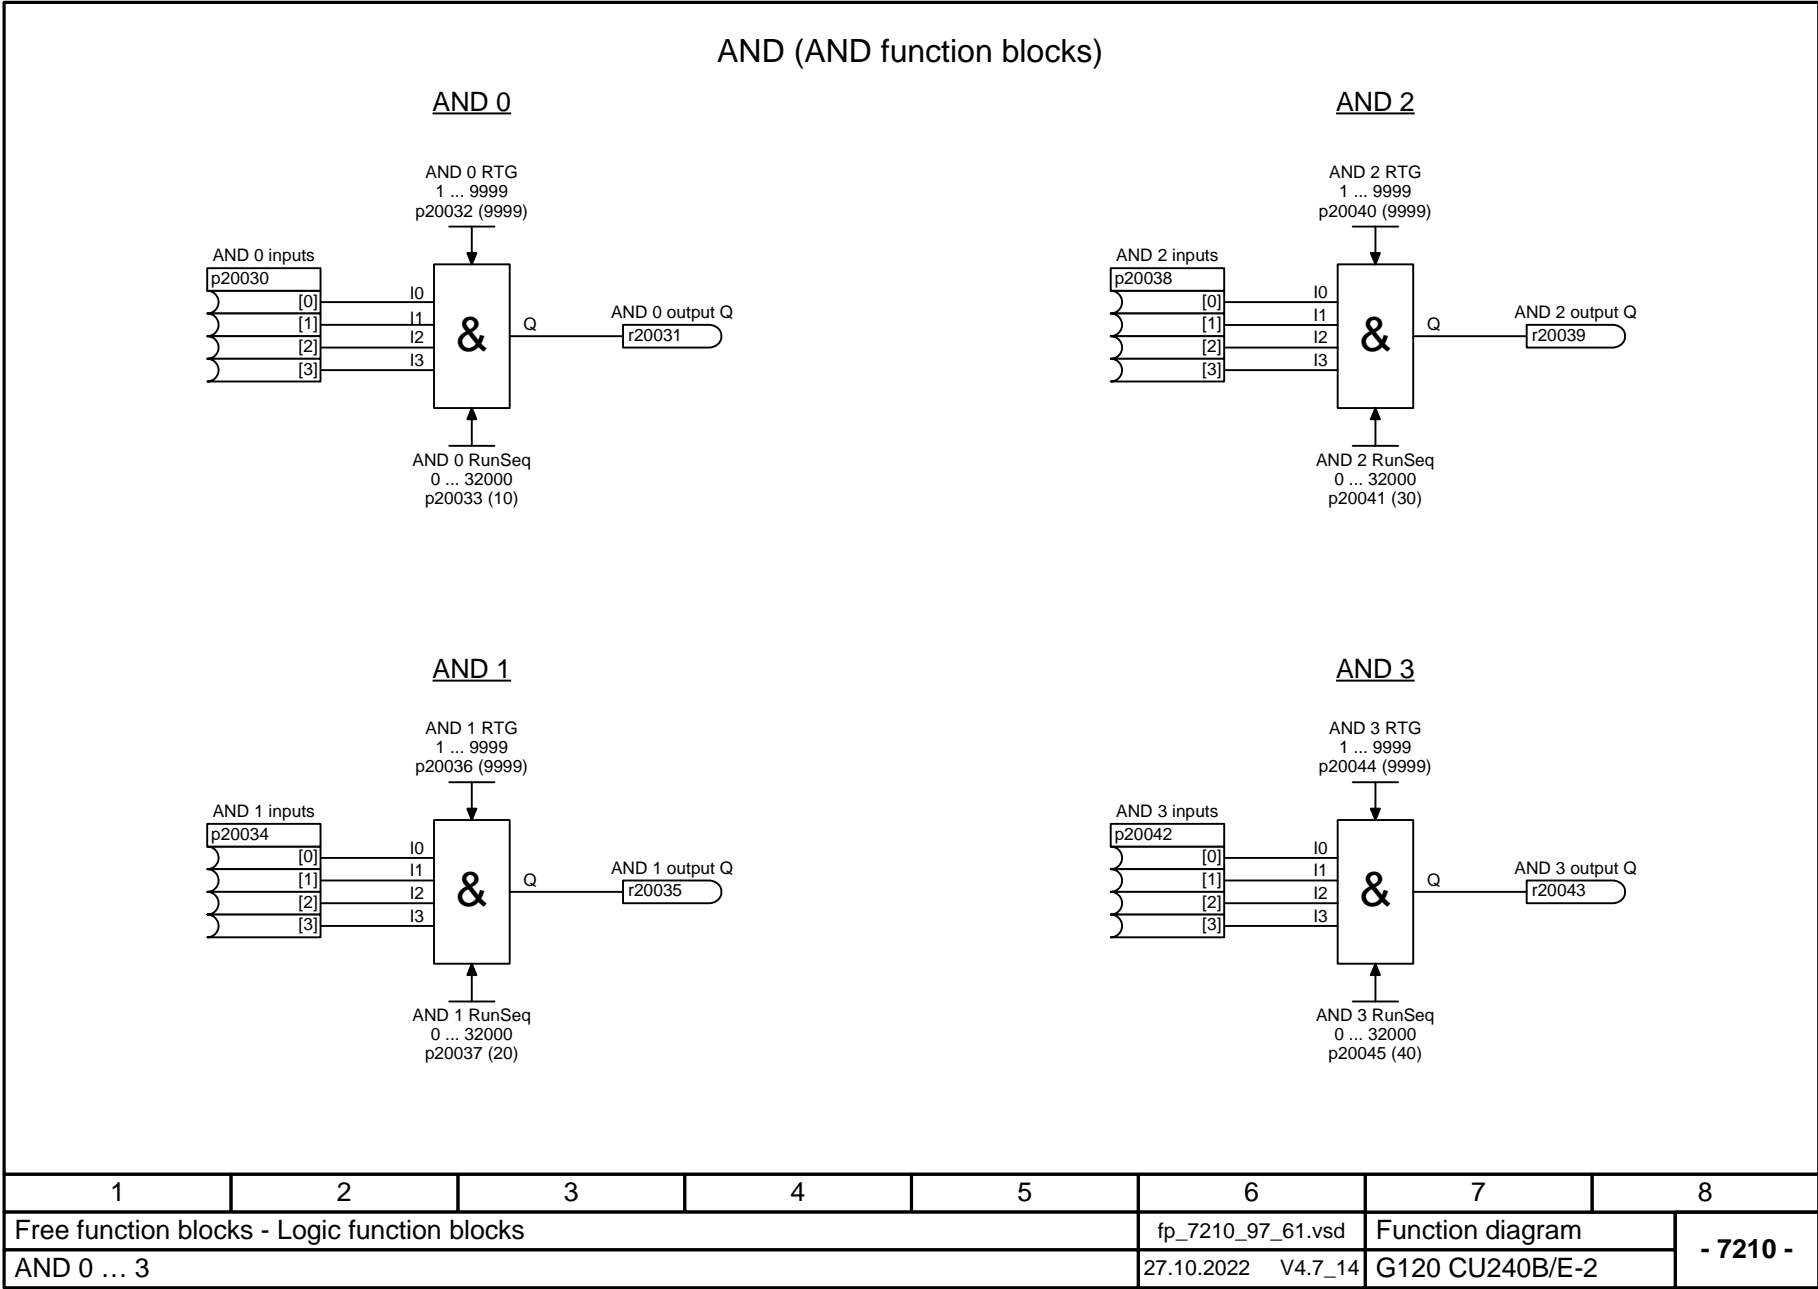 AND (AND function blocks)
AND 0
AND 0 RTG
1 ... 9999
p20032 (9999)
AND 0 inputs
p20030
[0]
[1]
[2]
[3]
I0
I1
I2
I3
&
Q
AND 0 output Q
r20031
AND 0 RunSeq
0 ... 32000
p20033 (10)
AND 2
AND 2 RTG
1 ... 9999
p20040 (9999)
AND 2 inputs
p20038
[0]
[1]
[2]
[3]
I0
I1
I2
I3
&
Q
AND 2 output Q
r20039
AND 2 RunSeq
0 ... 32000
p20041 (30)
AND 1
AND 1 RTG
1 ... 9999
p20036 (9999)
AND 1 inputs
p20034
[0]
[1]
[2]
[3]
I0
I1
I2
I3
&
Q
AND 1 output Q
r20035
AND 1 RunSeq
0 ... 32000
p20037 (20)
AND 3
AND 3 RTG
1 ... 9999
p20044 (9999)
AND 3 inputs
p20042
[0]
[1]
[2]
[3]
I0
I1
I2
I3
&
Q
AND 3 output Q
r20043
AND 3 RunSeq
0 ... 32000
p20045 (40)
1 2 3 4 5 6 7 8
Free function blocks - Logic function blocks
fp_7210_97_61.vsd
Function diagram
- 7210 -
AND 0 … 3
27.10.2022 V4.7_14
G120 CU240B/E-2